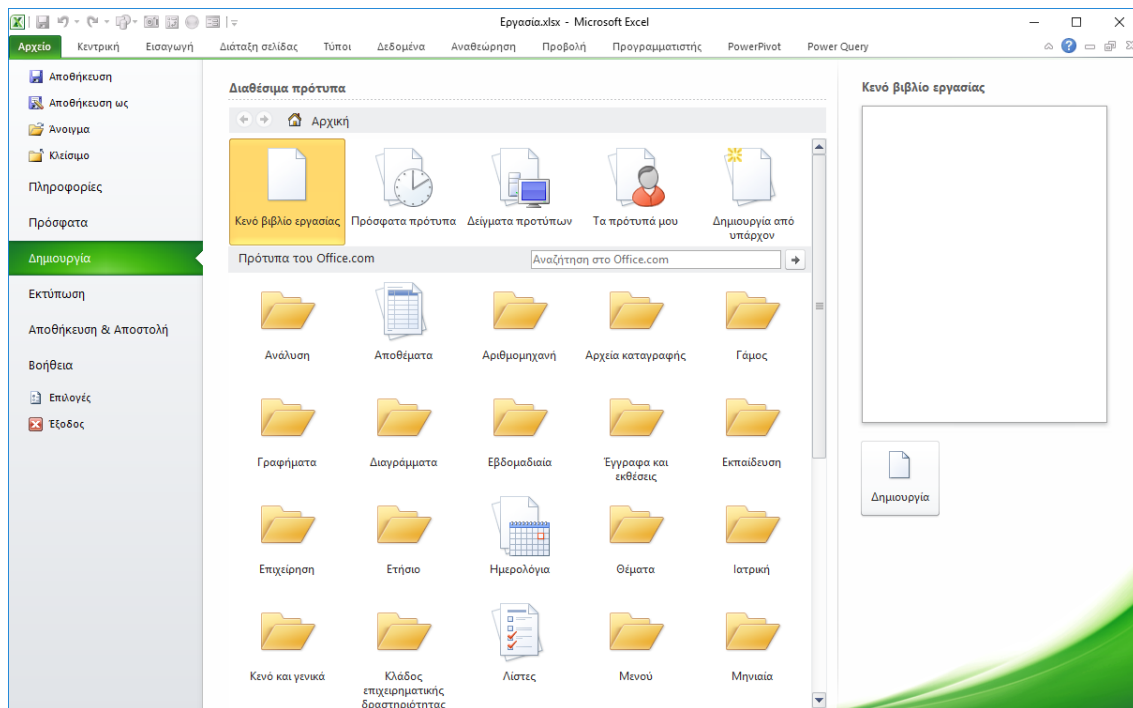 Εργασία.xlsx - Microsoft Excel
Αρχείο Κεντρική Εισαγωγή Διάταξη σελίδας Τύποι Δεδομένα Αναθεώρηση Προβολή Προγραμματιστής PowerPivot Power Query
Αποθήκευση
Αποθήκευση ως
Άνοιγμα
Κλείσιμο
Πληροφορίες
Πρόσφατα
Δημιουργία
Εκτύπωση
Αποθήκευση & Αποστολή
Βοήθεια
Επιλογές
Έξοδος
Διαθέσιμα πρότυπα
Αρχική
Κενό βιβλίο εργασίας Πρόσφατα πρότυπα Δείγματα προτύπων Τα πρότυπά μου Δημιουργία από
υπάρχον
Πρότυπα του Office.com Αναζήτηση στο Office.com
Ανάλυση Αποθέματα Αριθμομηχανή Αρχεία καταγραφής Γάμος
Γραφήματα Διαγράμματα Εβδομαδιαία Έγγραφα και Εκπαίδευση
εκθέσεις
Επιχείρηση Ετήσιο Ημερολόγια Θέματα Ιατρική
Κενό και γενικά Κλάδος Λίστες Μενού Μηνιαία
επιχειρηματικής
δραστηριότητας
Κενό βιβλίο εργασίας
Δημιουργία